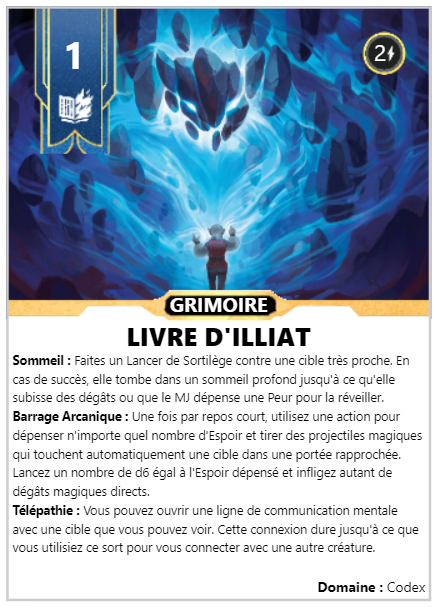 1
2
GRIMOIRE
LIVRE D'ILLIAT
Sommeil : Faites un Lancer de Sortilège contre une cible très proche. En
cas de succès, elle tombe dans un sommeil profond jusqu'à ce qu'elle
subisse des dégâts ou que le MJ dépense une Peur pour la réveiller.
Barrage Arcanique : Une fois par repos court, utilisez une action pour
dépenser n'importe quel nombre d'Espoir et tirer des projectiles magiques
qui touchent automatiquement une cible dans une portée rapprochée.
Lancez un nombre de d6 égal à l'Espoir dépensé et infligez autant de
dégâts magiques directs.
Télépathie : Vous pouvez ouvrir une ligne de communication mentale
avec une cible que vous pouvez voir. Cette connexion dure jusqu'à ce que
vous utilisiez ce sort pour vous connecter avec une autre créature.
Domaine : Codex